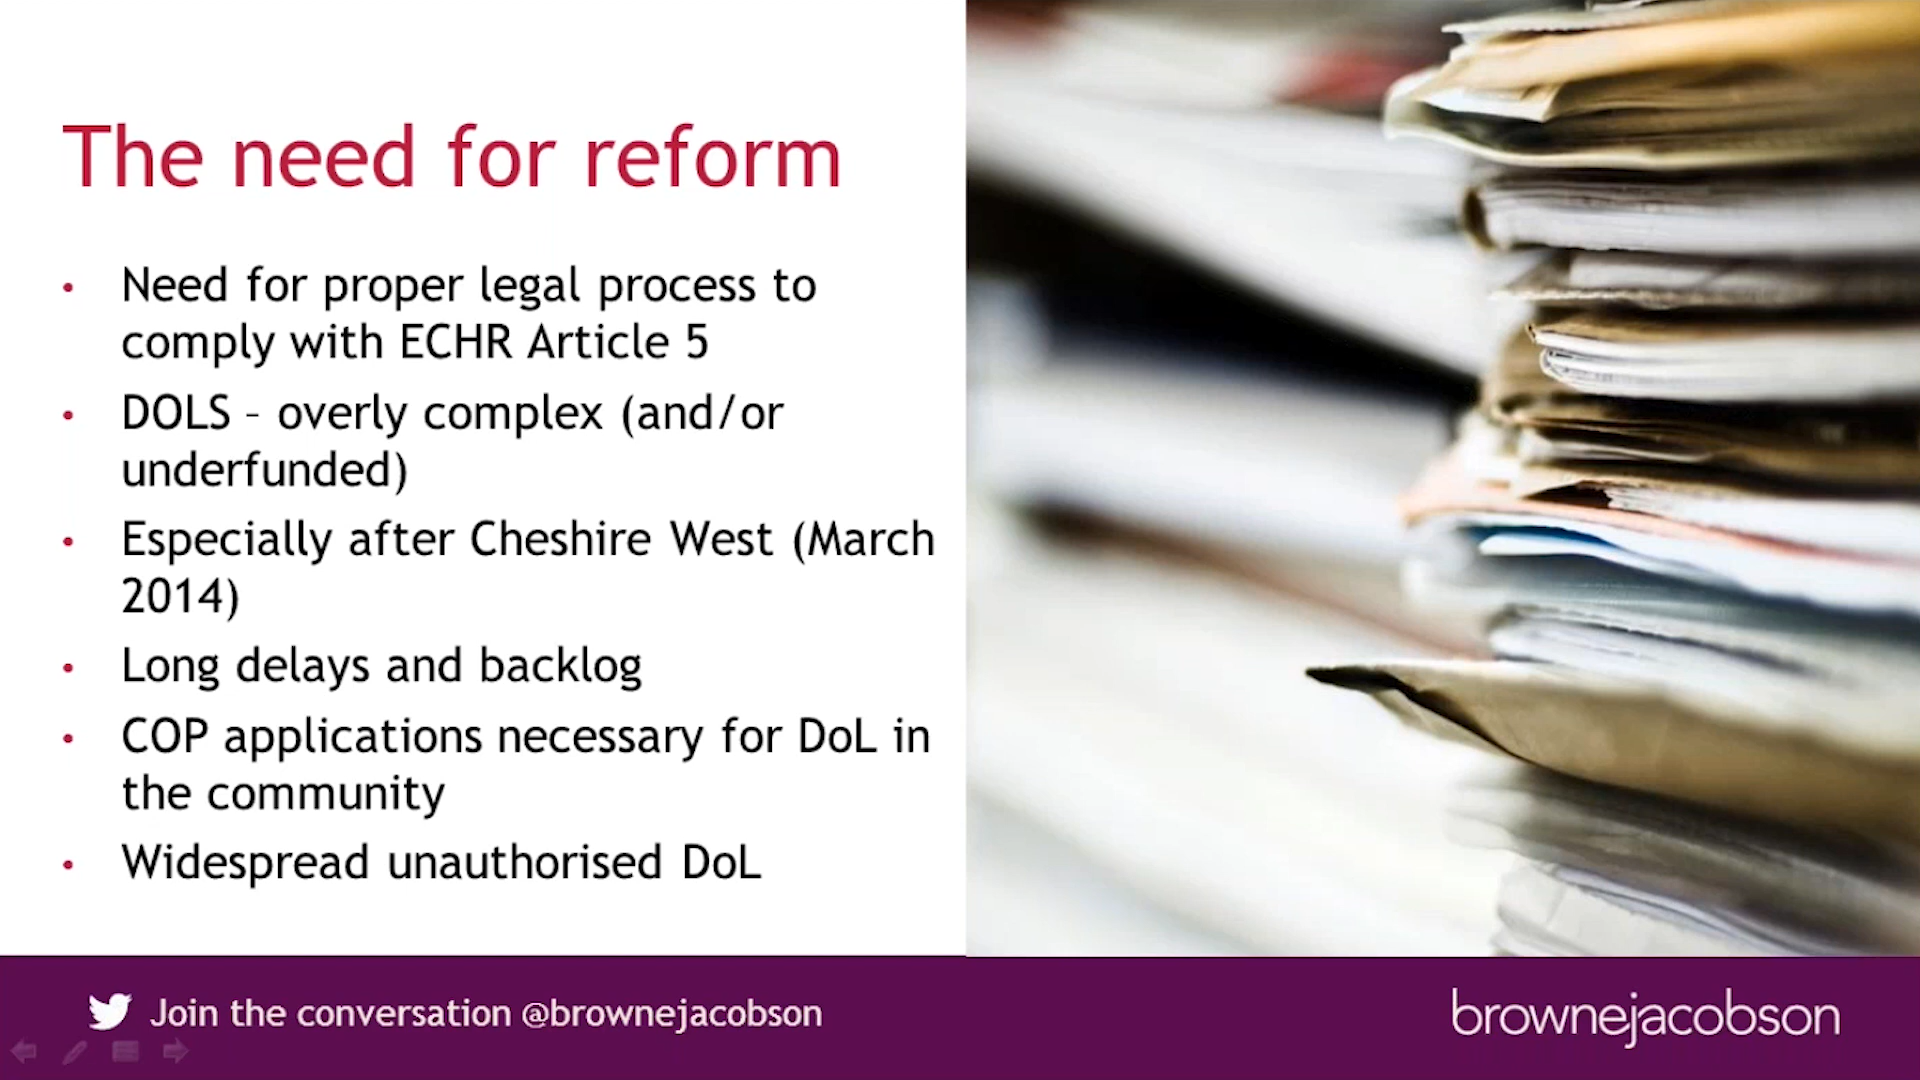 The need for reform
• Need for proper legal process to
comply with ECHR Article 5
• DOLS – overly complex (and/or
underfunded)
• Especially after Cheshire West (March
2014)
• Long delays and backlog
• COP applications necessary for DoL in
the community
• Widespread unauthorised DoL
Join the conversation @brownejacobson
brownejacobson